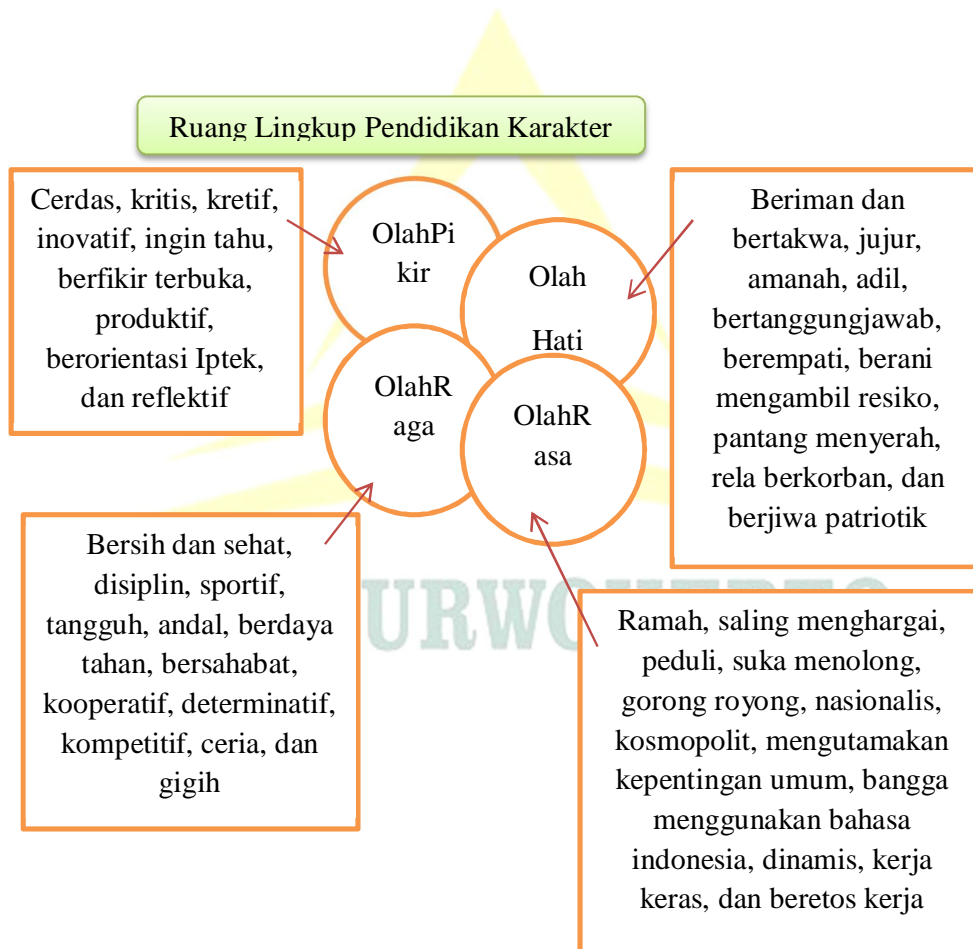 Ruang Lingkup Pendidikan Karakter
Cerdas, kritis, kretif,
inovatif, ingin tahu,
berfikir terbuka,
produktif,
berorientasi Iptek,
dan reflektif
OlahPi
kir
Olah
Hati
OlahR
aga
OlahR
asa
Beriman dan
bertakwa, jujur,
amanah, adil,
bertanggungjawab,
berempati, berani
mengambil resiko,
pantang menyerah,
rela berkorban, dan
berjiwa patriotik
Bersih dan sehat,
disiplin, sportif,
tangguh, andal, berdaya
tahan, bersahabat,
kooperatif, determinatif,
kompetitif, ceria, dan
gigih
Ramah, saling menghargai,
peduli, suka menolong,
gorong royong, nasionalis,
kosmopolit, mengutamakan
kepentingan umum, bangga
menggunakan bahasa
indonesia, dinamis, kerja
keras, dan beretos kerja